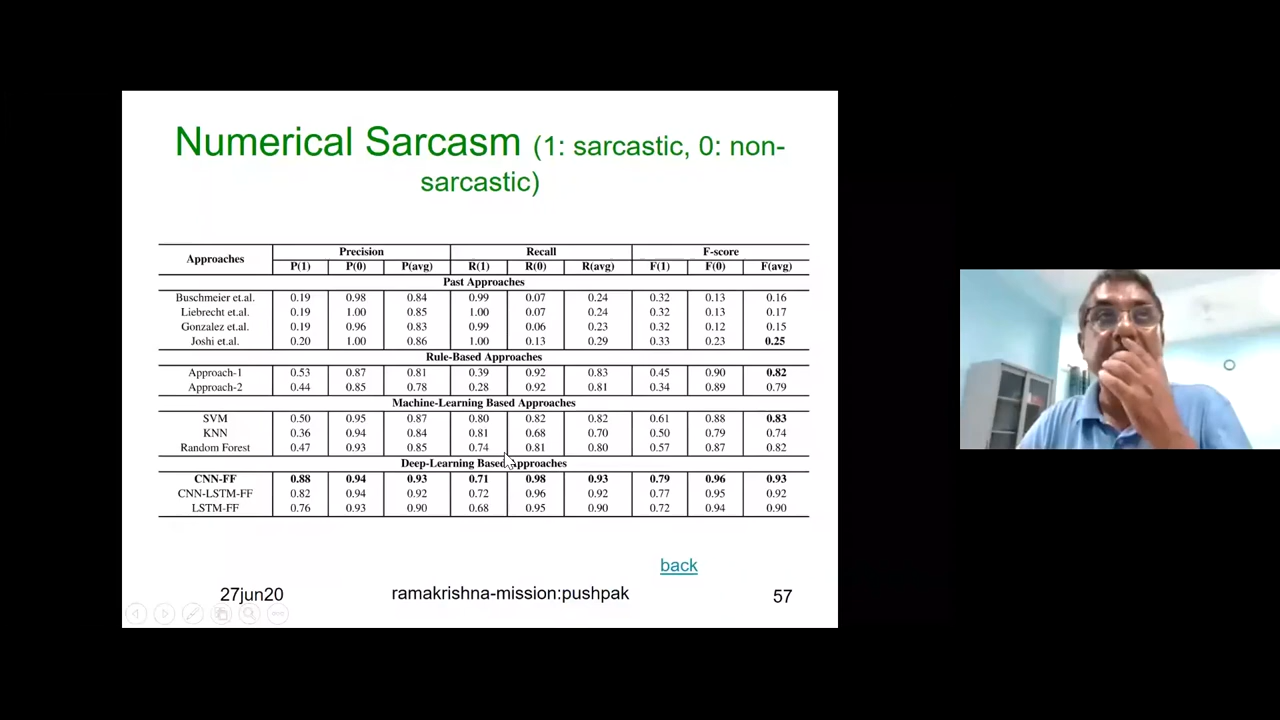 Numerical Sarcasm (1: sarcastic, 0: non-
sarcastic)
Approaches Precision Recall F-score
P(1) P(0) P(avg) R(1) R(0) R(avg) F(1) F(0) F(avg)
Past Approaches
Buschmeier et.al. 0.19 0.98 0.84 0.99 0.07 0.24 0.32 0.13 0.16
Liebrecht et.al. 0.19 1.00 0.85 1.00 0.07 0.24 0.32 0.13 0.17
Gonzalez et.al. 0.19 0.96 0.83 0.99 0.06 0.23 0.32 0.12 0.15
Joshi et.al. 0.20 1.00 0.86 1.00 0.13 0.29 0.33 0.23 0.25
Rule-Based Approaches
Approach-1 0.53 0.87 0.81 0.39 0.92 0.83 0.45 0.90 0.82
Approach-2 0.44 0.85 0.78 0.28 0.92 0.81 0.34 0.89 0.79
Machine-Learning Based Approaches
SVM 0.50 0.95 0.87 0.80 0.82 0.82 0.61 0.88 0.83
KNN 0.36 0.94 0.84 0.81 0.68 0.70 0.50 0.79 0.74
Random Forest 0.47 0.93 0.85 0.74 0.81 0.80 0.57 0.87 0.82
Deep-Learning Based Approaches
CNN-FF 0.88 0.94 0.93 0.71 0.98 0.93 0.79 0.96 0.93
CNN-LSTM-FF 0.82 0.94 0.92 0.72 0.96 0.92 0.77 0.95 0.92
LSTM-FF 0.76 0.93 0.90 0.68 0.95 0.90 0.72 0.94 0.90
back
27jun20 ramakrishna-mission:pushpak 57